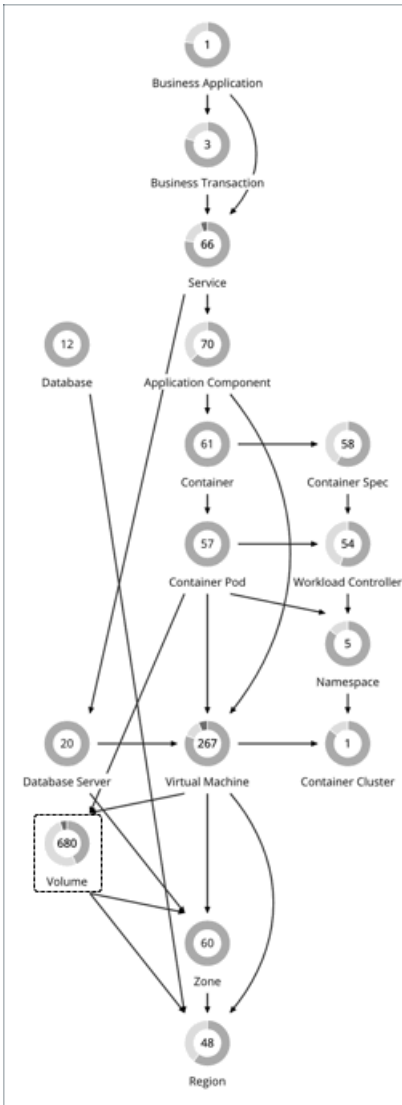 1
Business Application
3
Business Transaction
66
Service
12
Database
70
Application Component
61
Container
58
Container Spec
57
Container Pod
54
Workload Controller
5
Namespace
20
Database Server
267
Virtual Machine
1
Container Cluster
680
Volume
60
Zone
48
Region